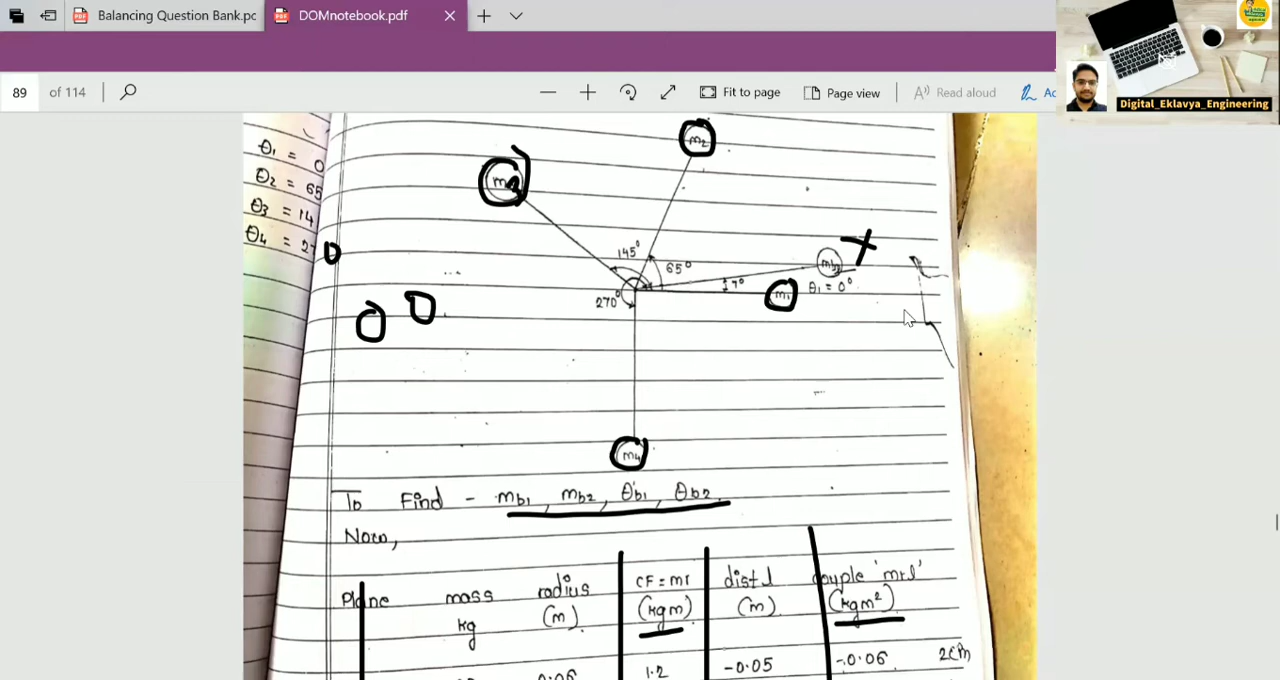 Balancing Question Bank.pc
DOMnotebook.pdf
89 of 114
Fit to page
Page view
Read aloud
Digital_Eklavya_Engineering
θ1 = 0
θ2 = 65
θ3 = 14
θ4 = 27
m2
m
145°
65°
mb2
17°
m1
θ1 = 0°
270°
m4
To Find - mb1, mb2, θb1, θb2
Now,
Plane mass kg radius (m) CF = mr (kgm) dist l (m) couple 'mrl' (kgm²)
0.06 1.2 -0.05 -0.06